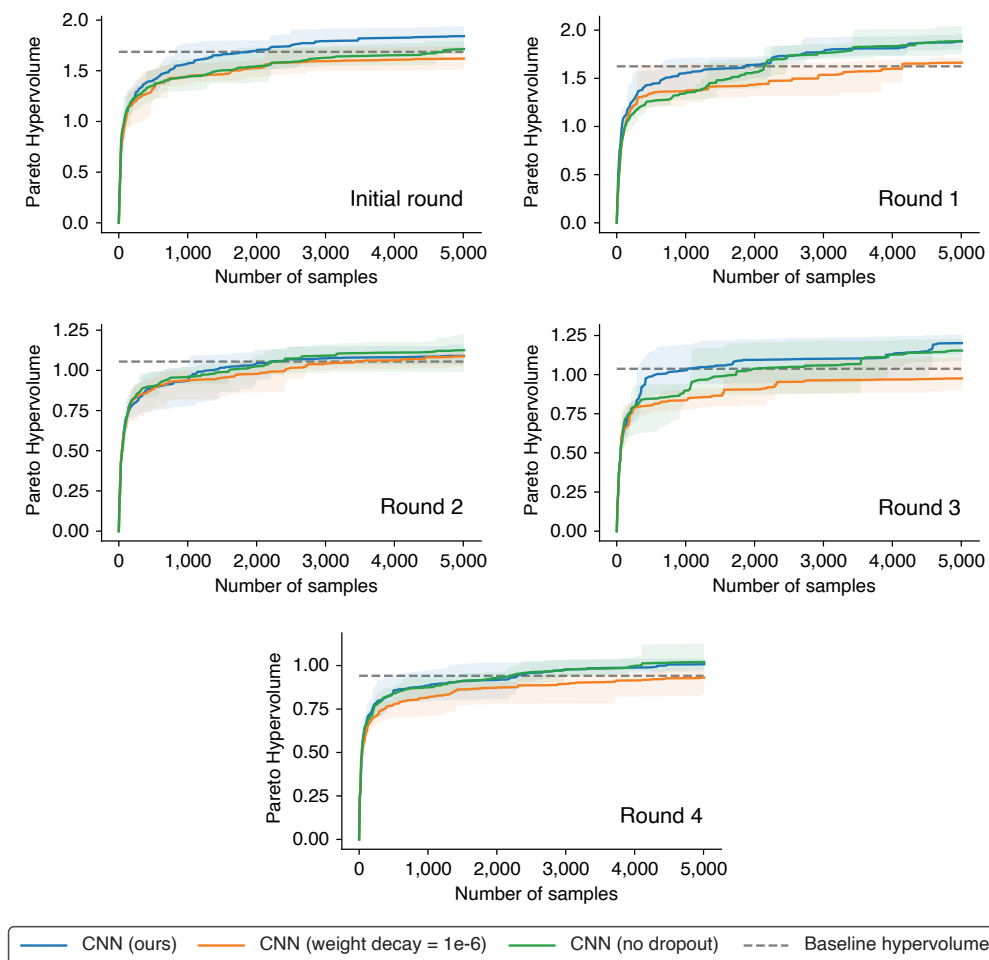 2.0
1.5
1.0
0.5
0.0
Pareto Hypervolume
Initial round
0 1,000 2,000 3,000 4,000 5,000
Number of samples
2.0
1.5
1.0
0.5
0.0
Pareto Hypervolume
Round 1
0 1,000 2,000 3,000 4,000 5,000
Number of samples
1.25
1.00
0.75
0.50
0.25
0.00
Pareto Hypervolume
Round 2
0 1,000 2,000 3,000 4,000 5,000
Number of samples
1.25
1.00
0.75
0.50
0.25
0.00
Pareto Hypervolume
Round 3
0 1,000 2,000 3,000 4,000 5,000
Number of samples
1.00
0.75
0.50
0.25
0.00
Pareto Hypervolume
Round 4
0 1,000 2,000 3,000 4,000 5,000
Number of samples
CNN (ours) CNN (weight decay = 1e-6) CNN (no dropout) Baseline hypervolume